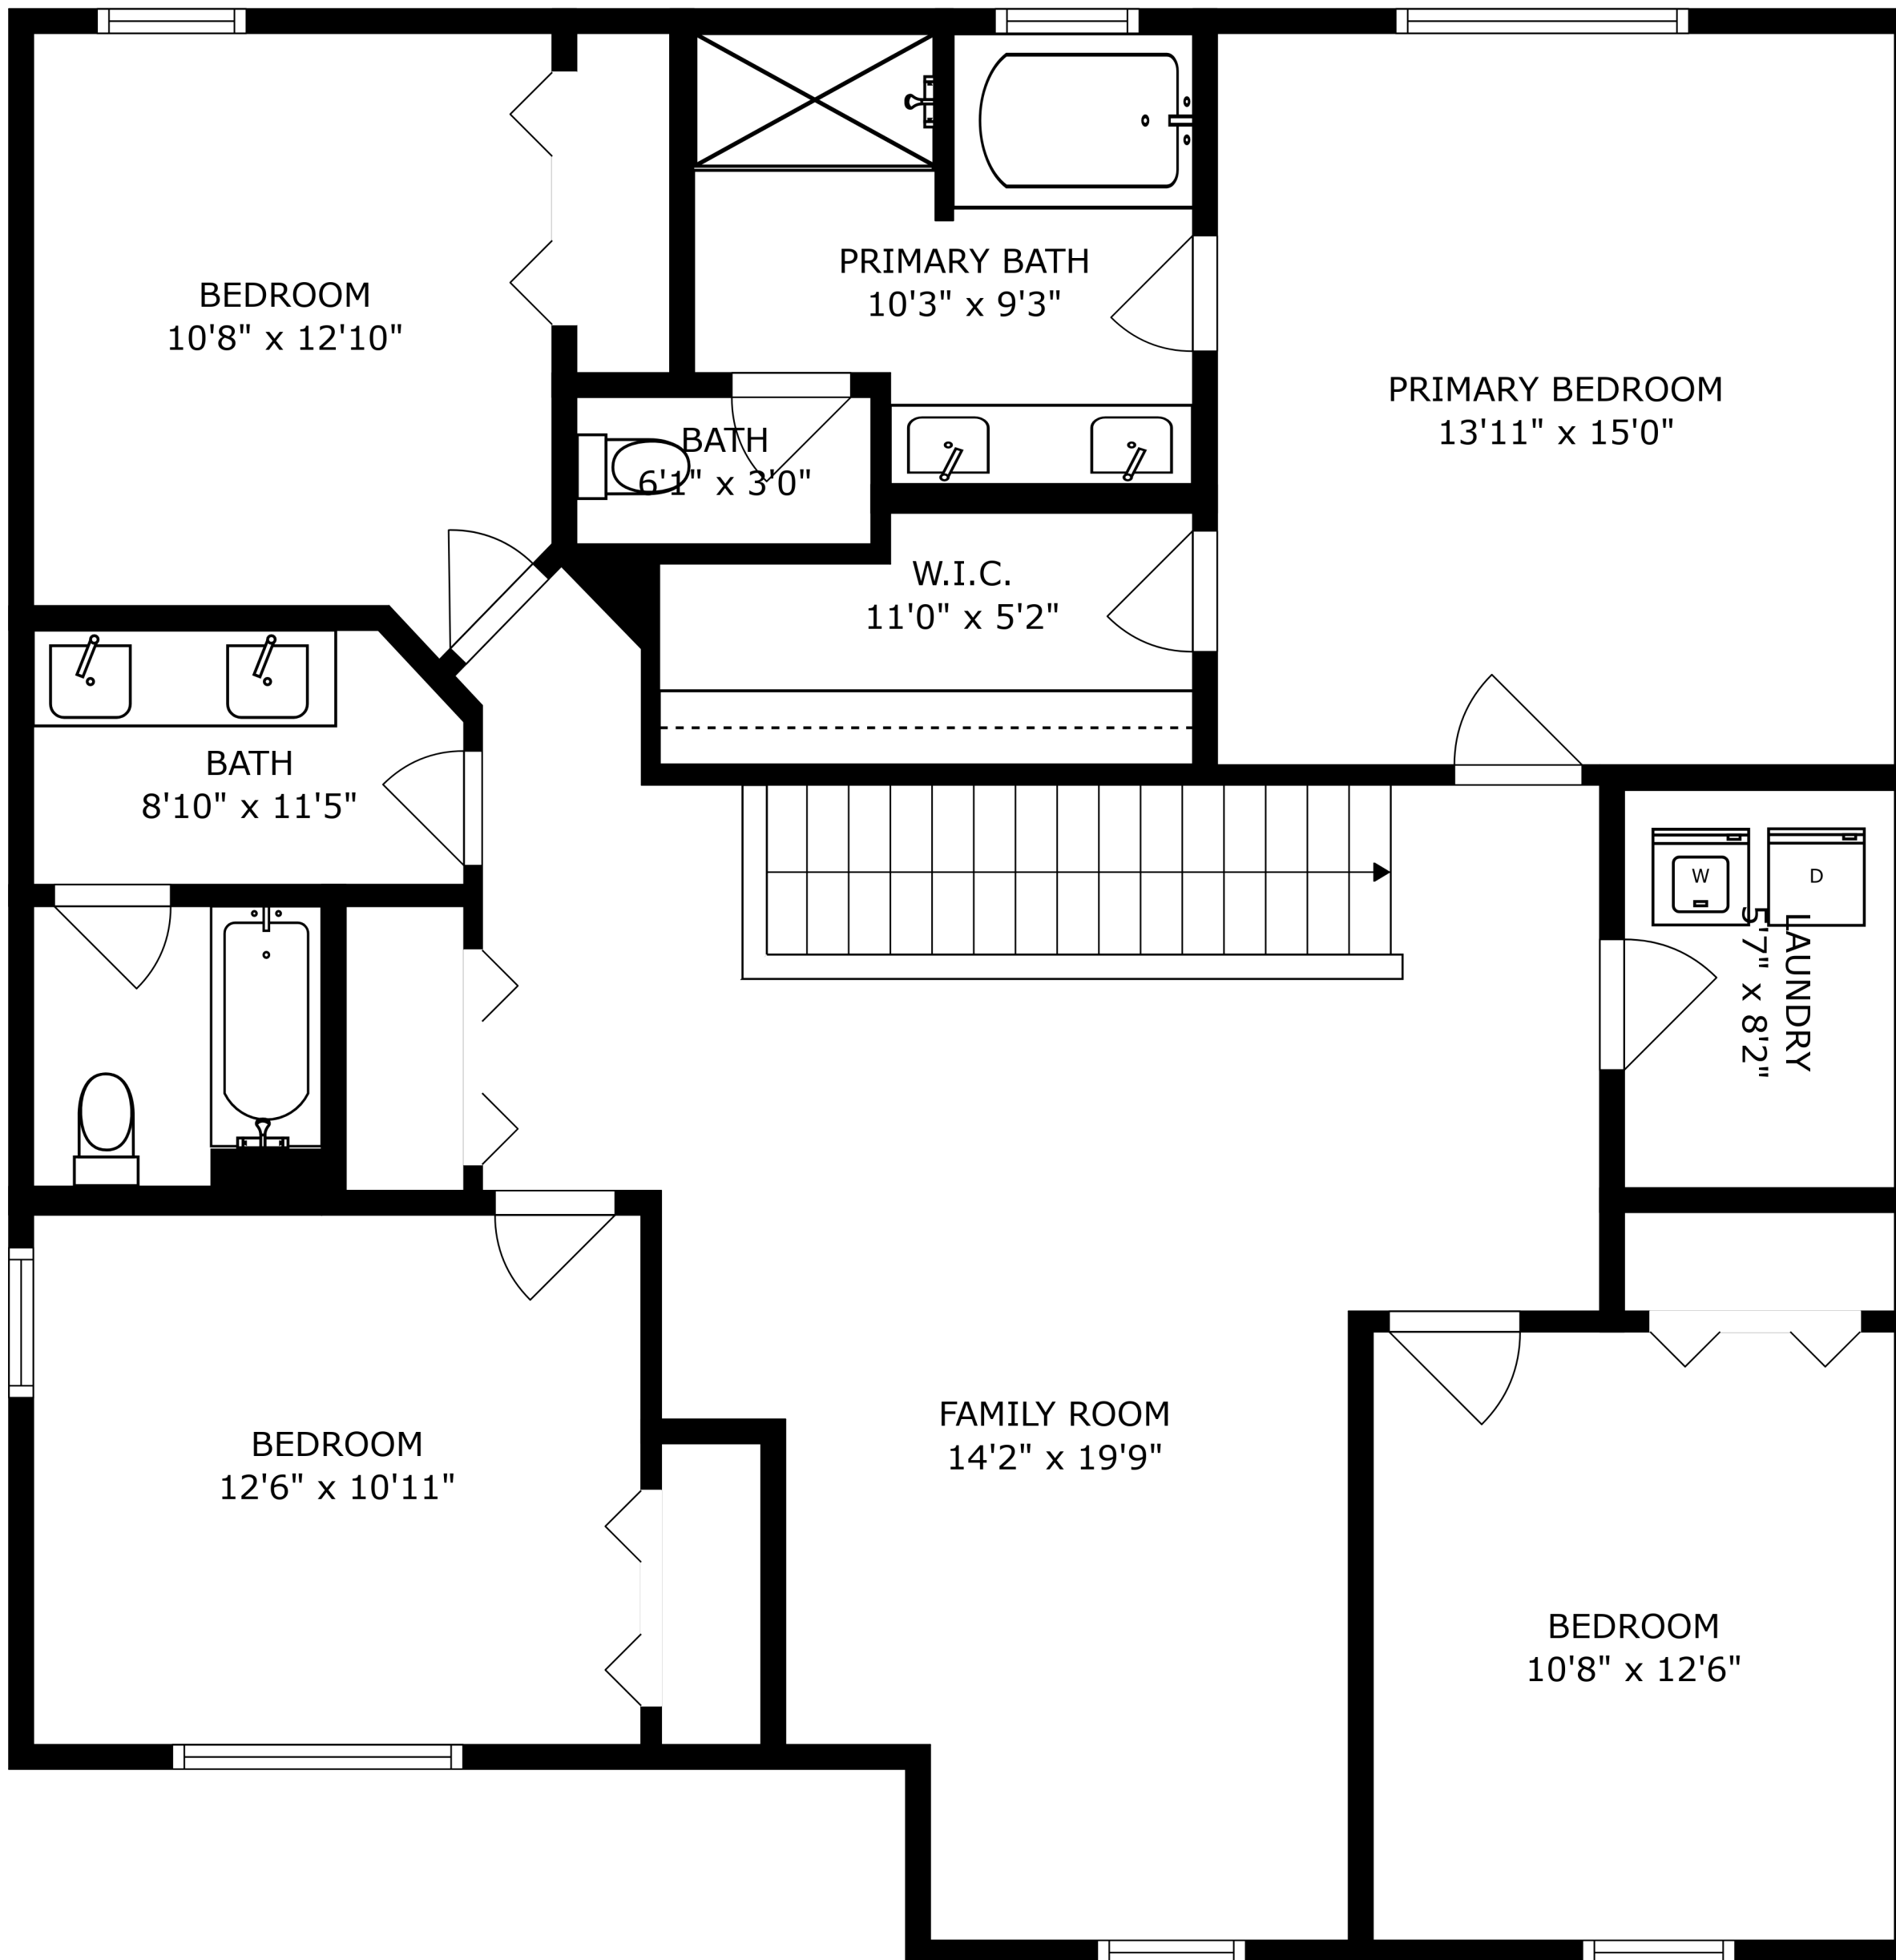 BEDROOM
10'8" x 12'10"
PRIMARY BATH
10'3" x 9'3"
PRIMARY BEDROOM
13'11" x 15'0"
BATH
6'1" x 3'0"
W.I.C.
11'0" x 5'2"
BATH
8'10" x 11'5"
W
D
LAUNDRY
5'7" x 8'2"
FAMILY ROOM
14'2" x 19'9"
BEDROOM
12'6" x 10'11"
BEDROOM
10'8" x 12'6"